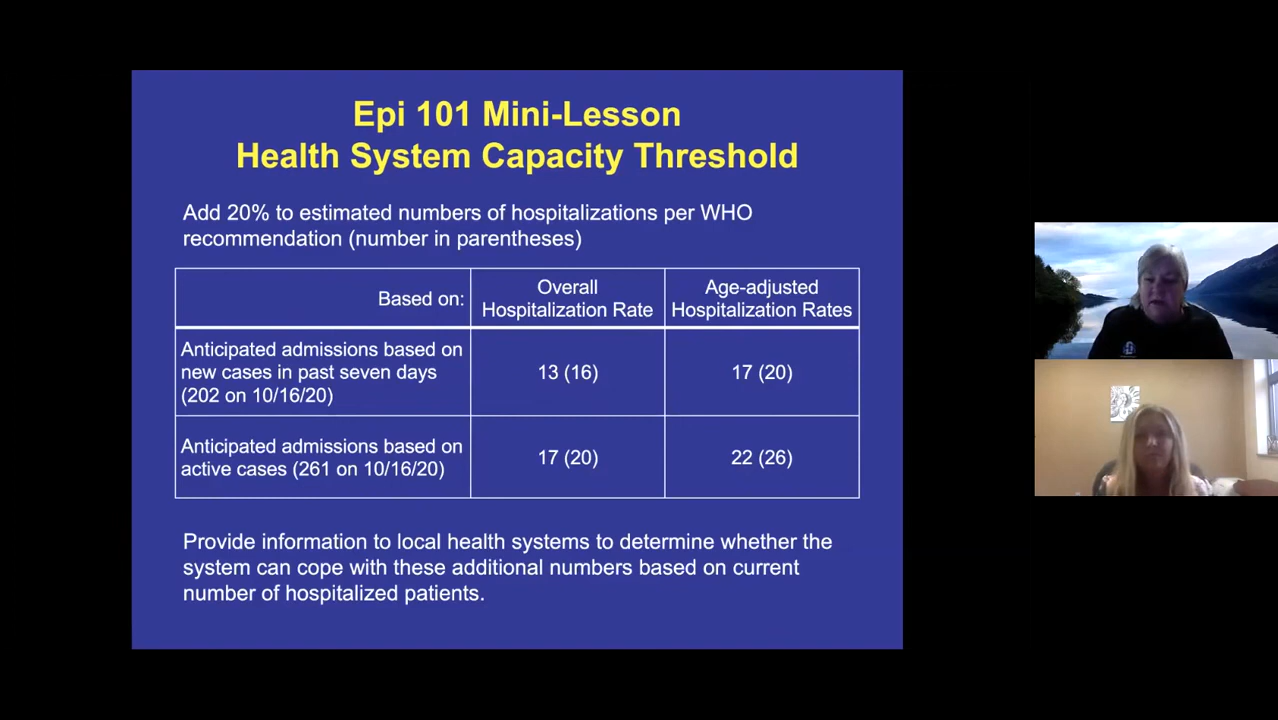 Epi 101 Mini-Lesson
Health System Capacity Threshold
Add 20% to estimated numbers of hospitalizations per WHO
recommendation (number in parentheses)
Based on:
Overall
Hospitalization Rate
Age-adjusted
Hospitalization Rates
Anticipated admissions based on
new cases in past seven days
(202 on 10/16/20)
13 (16)
17 (20)
Anticipated admissions based on
active cases (261 on 10/16/20)
17 (20)
22 (26)
Provide information to local health systems to determine whether the
system can cope with these additional numbers based on current
number of hospitalized patients.